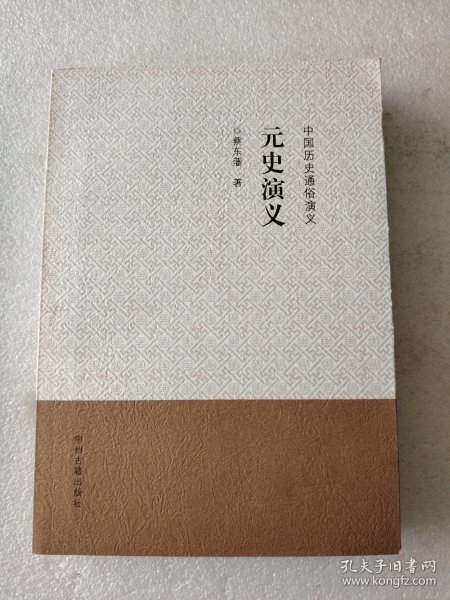 中国历史通俗演义
元史演义
◎蔡东藩 著
中州古籍出版社
孔夫子旧书网
www.kongfz.com